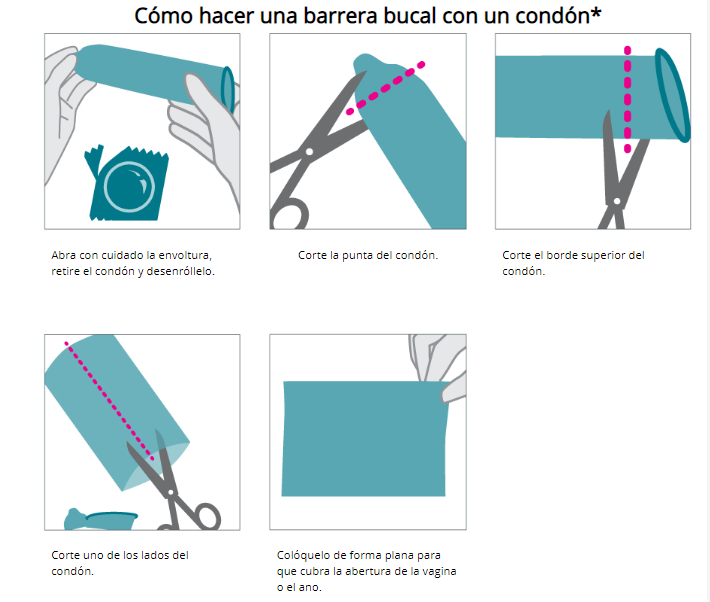 Cómo hacer una barrera bucal con un condón*
Abra con cuidado la envoltura,
retire el condón y desenróllelo.
Corte la punta del condón.
Corte el borde superior del
condón.
Corte uno de los lados del
condón.
Colóquelo de forma plana para
que cubra la abertura de la vagina
o el ano.